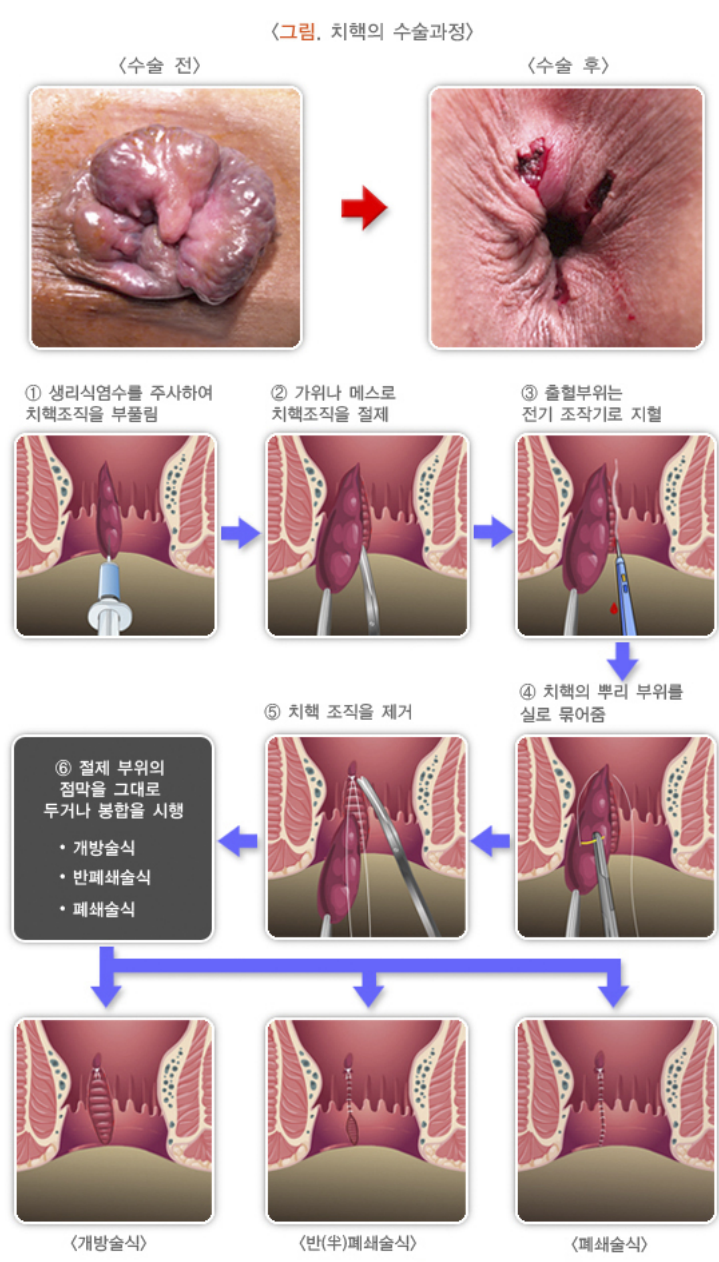 〈그림. 치핵의 수술과정〉
〈수술 전〉
〈수술 후〉
① 생리식염수를 주사하여
치핵조직을 부풀림
② 가위나 메스로
치핵조직을 절제
③ 출혈부위는
전기 조작기로 지혈
④ 치핵의 뿌리 부위를
실로 묶어줌
⑤ 치핵 조직을 제거
⑥ 절제 부위의
점막을 그대로
두거나 봉합을 시행
• 개방술식
• 반폐쇄술식
• 폐쇄술식
〈개방술식〉
〈반(半)폐쇄술식〉
〈폐쇄술식〉